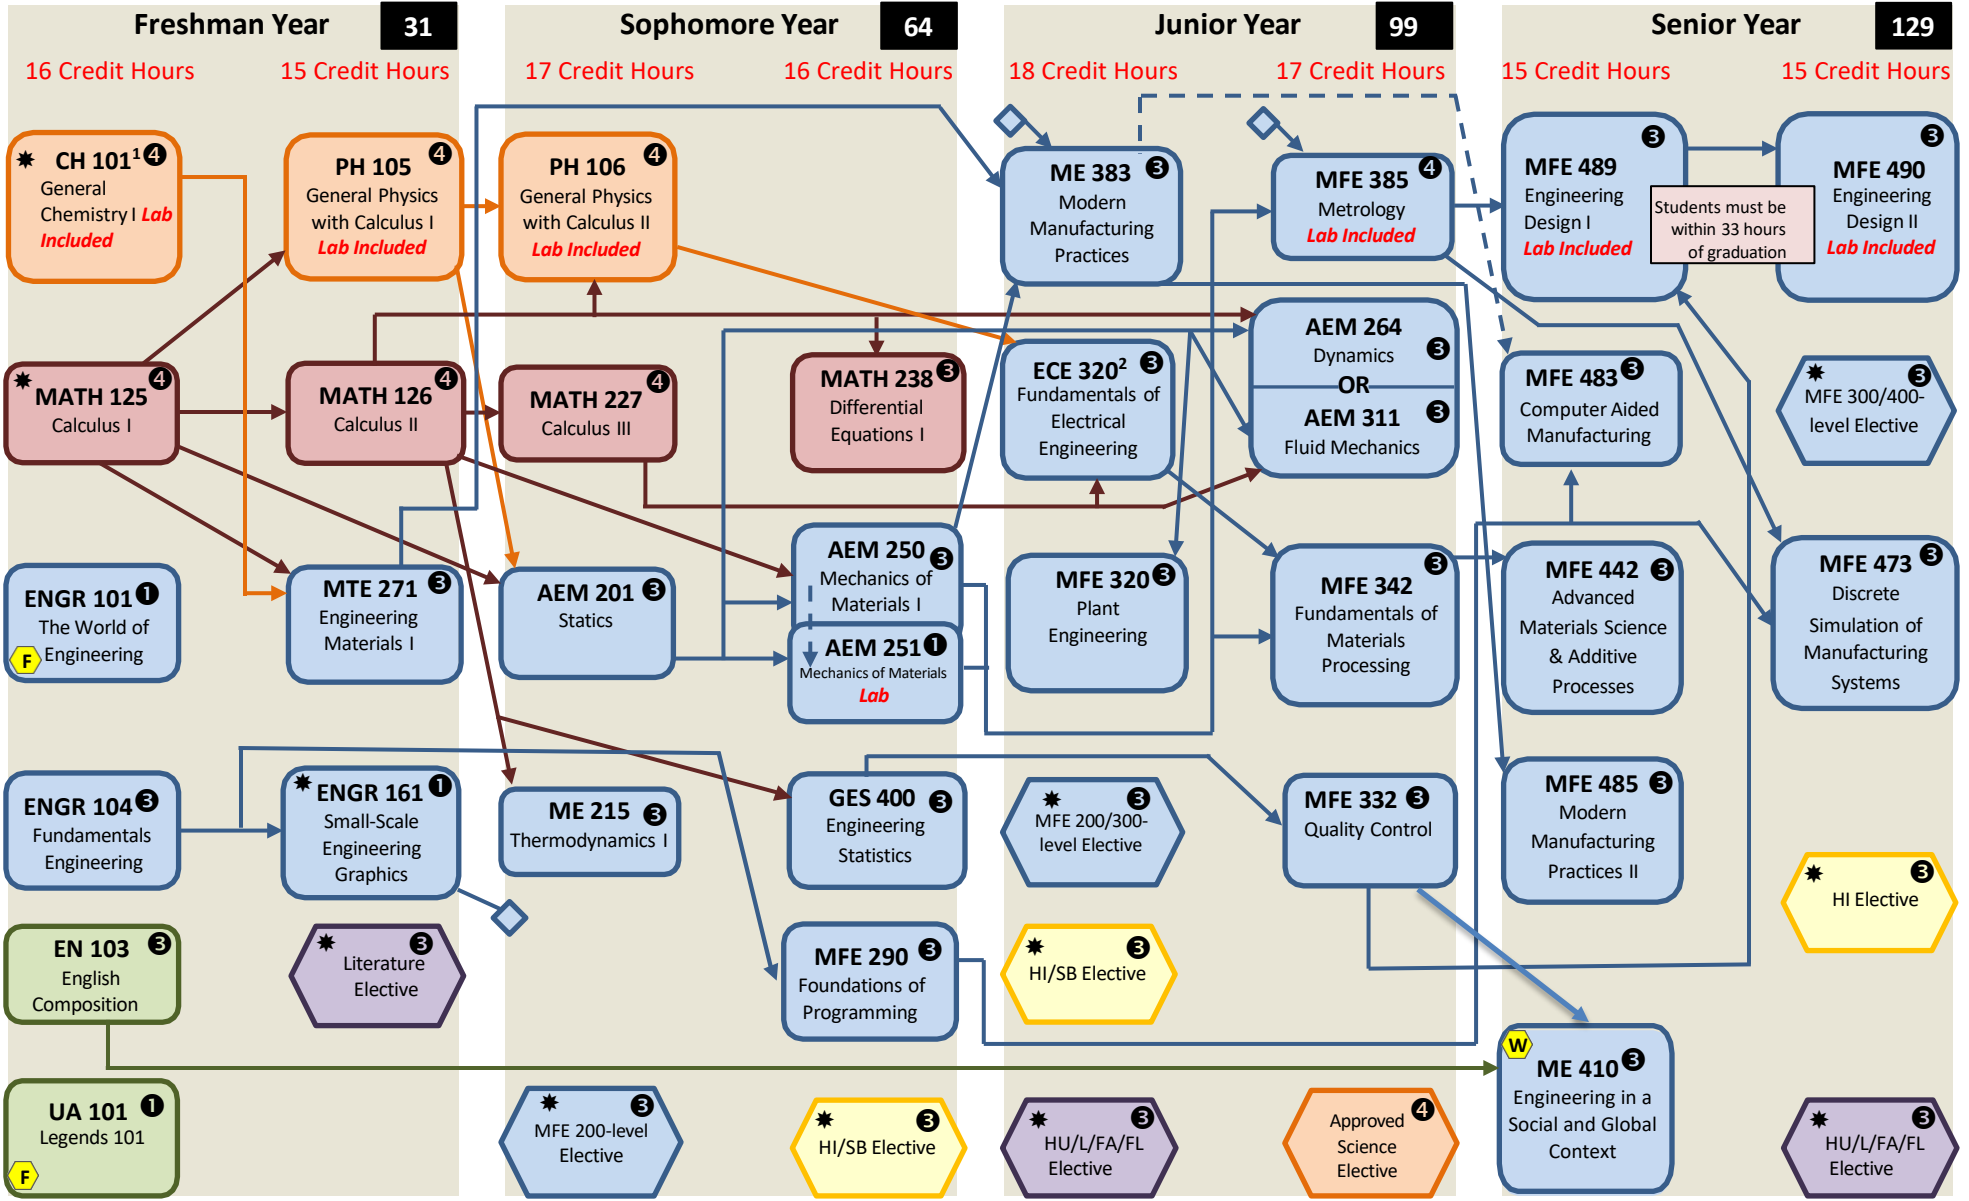 Freshman Year 31
Sophomore Year 64
Junior Year 99
Senior Year 129
16 Credit Hours
15 Credit Hours
17 Credit Hours
16 Credit Hours
18 Credit Hours
17 Credit Hours
15 Credit Hours
15 Credit Hours
CH 101¹ 4
General
Chemistry I Lab
Included
MATH 125 4
Calculus I
ENGR 101 1
The World of
Engineering
F
ENGR 104 3
Fundamentals
Engineering
EN 103 3
English
Composition
UA 101 1
Legends 101
F
PH 105 4
General Physics
with Calculus I
Lab Included
MATH 126 4
Calculus II
MTE 271 3
Engineering
Materials I
ENGR 161 1
Small-Scale
Engineering
Graphics
3
Literature
Elective
PH 106 4
General Physics
with Calculus II
Lab Included
MATH 227 4
Calculus III
AEM 201 3
Statics
ME 215 3
Thermodynamics I
3
MFE 200-level
Elective
MATH 238 3
Differential
Equations I
AEM 250 3
Mechanics of
Materials I
AEM 251 1
Mechanics of Materials
Lab
GES 400 3
Engineering
Statistics
MFE 290 3
Foundations of
Programming
3
HI/SB Elective
ME 383 3
Modern
Manufacturing
Practices
ECE 320² 3
Fundamentals of
Electrical
Engineering
MFE 320 3
Plant
Engineering
3
MFE 200/300-
level Elective
3
HI/SB Elective
3
HU/L/FA/FL
Elective
MFE 385 4
Metrology
Lab Included
AEM 264
Dynamics 3
OR
AEM 311 3
Fluid Mechanics
MFE 342 3
Fundamentals of
Materials
Processing
MFE 332 3
Quality Control
4
Approved
Science
Elective
MFE 489 3
Engineering
Design I
Lab Included
Students must be
within 33 hours
of graduation
MFE 483 3
Computer Aided
Manufacturing
MFE 442 3
Advanced
Materials Science
& Additive
Processes
MFE 485 3
Modern
Manufacturing
Practices II
W
ME 410 3
Engineering in a
Social and Global
Context
3
MFE 490
Engineering
Design II
Lab Included
3
MFE 300/400-
level Elective
MFE 473 3
Discrete
Simulation of
Manufacturing
Systems
3
HI Elective
3
HU/L/FA/FL
Elective